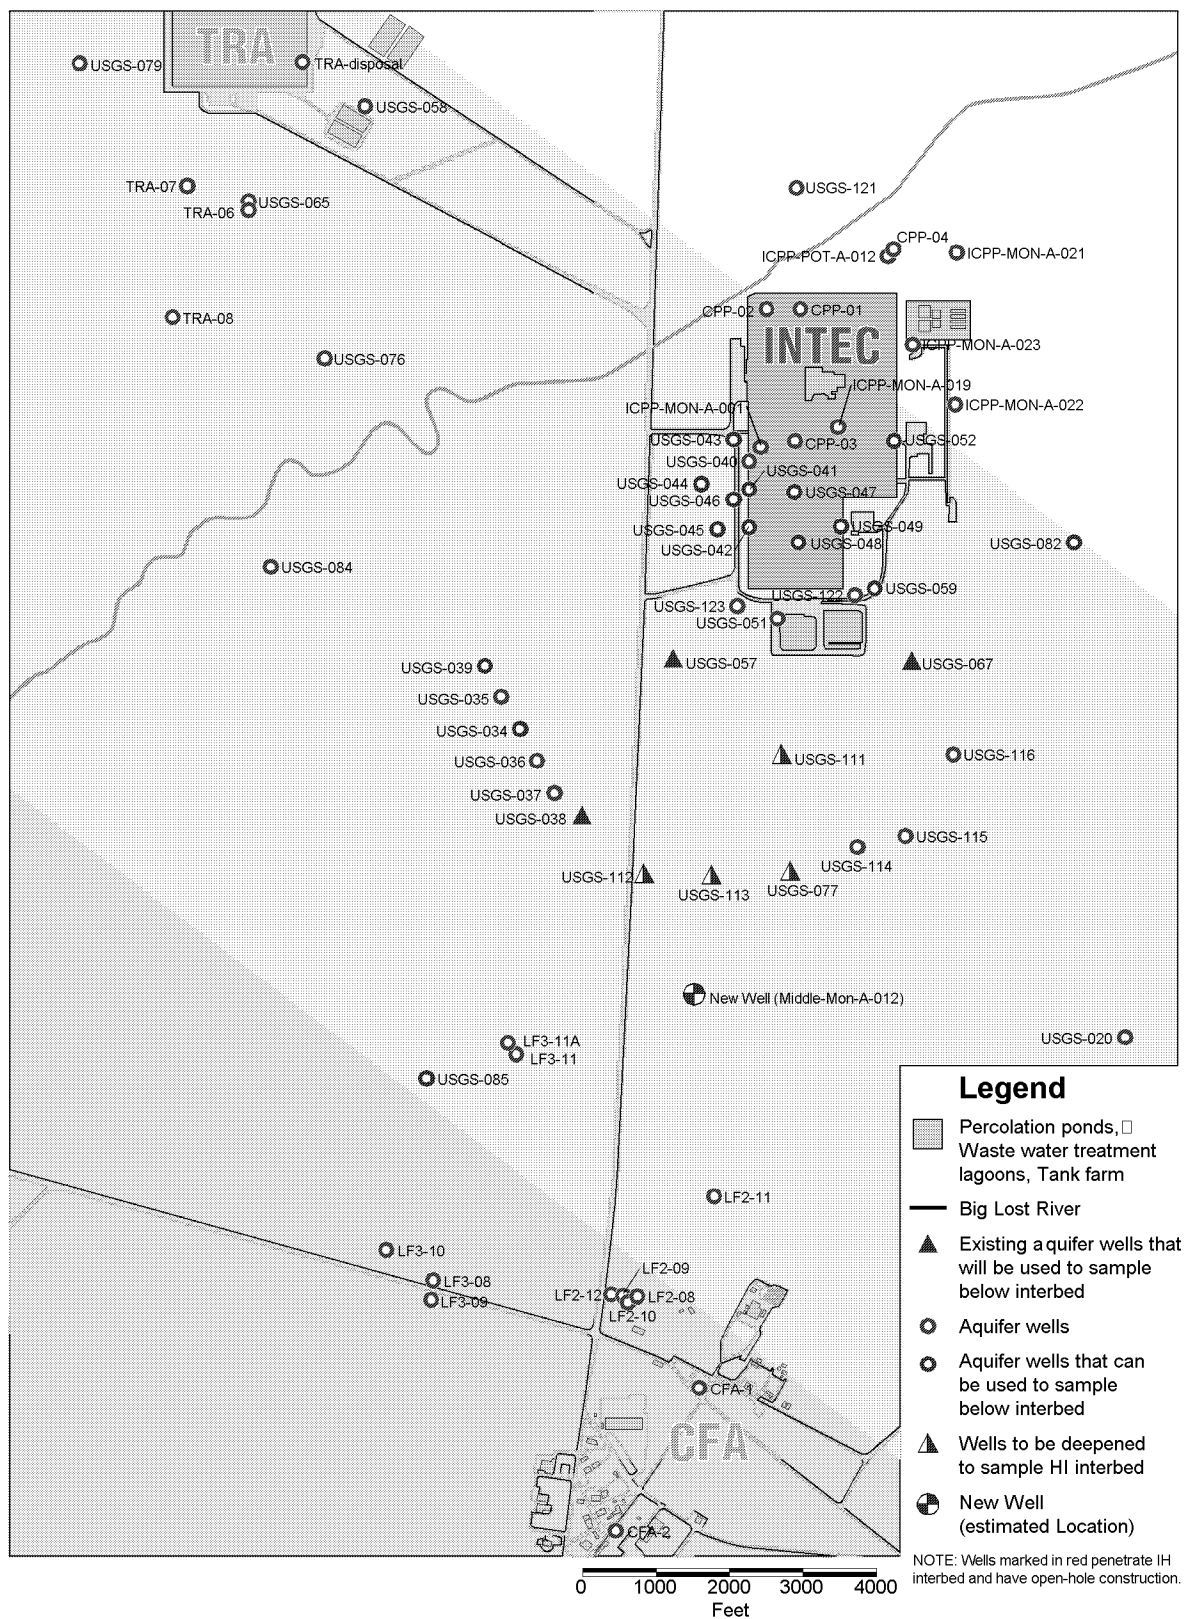 TRA
USGS-079
TRA-disposal
USGS-058
TRA-07
USGS-065
TRA-06
USGS-121
CPP-04
ICPP-POT-A-012
ICPP-MON-A-021
TRA-08
CPP-02
CPP-01
INTEC
ICPP-MON-A-023
USGS-076
ICPP-MON-A-019
ICPP-MON-A-001
ICPP-MON-A-022
USGS-043
CPP-03
USGS-052
USGS-040
USGS-041
USGS-044
USGS-047
USGS-046
USGS-045
USGS-049
USGS-042
USGS-048
USGS-082
USGS-084
USGS-059
USGS-122
USGS-123
USGS-051
USGS-057
USGS-067
USGS-039
USGS-035
USGS-034
USGS-036
USGS-111
USGS-116
USGS-037
USGS-038
USGS-115
USGS-114
USGS-112
USGS-113
USGS-077
New Well (Middle-Mon-A-012)
LF3-11A
LF3-11
USGS-020
USGS-085
LF2-11
LF3-10
LF3-08
LF3-09
LF2-09
LF2-12
LF2-08
LF2-10
CFA-1
CFA
CFA-2
Legend
Percolation ponds,□
Waste water treatment
lagoons, Tank farm
Big Lost River
Existing aquifer wells that
will be used to sample
below interbed
Aquifer wells
Aquifer wells that can
be used to sample
below interbed
Wells to be deepened
to sample HI interbed
New Well
(estimated Location)
NOTE: Wells marked in red penetrate IH
interbed and have open-hole construction.
0 1000 2000 3000 4000
Feet